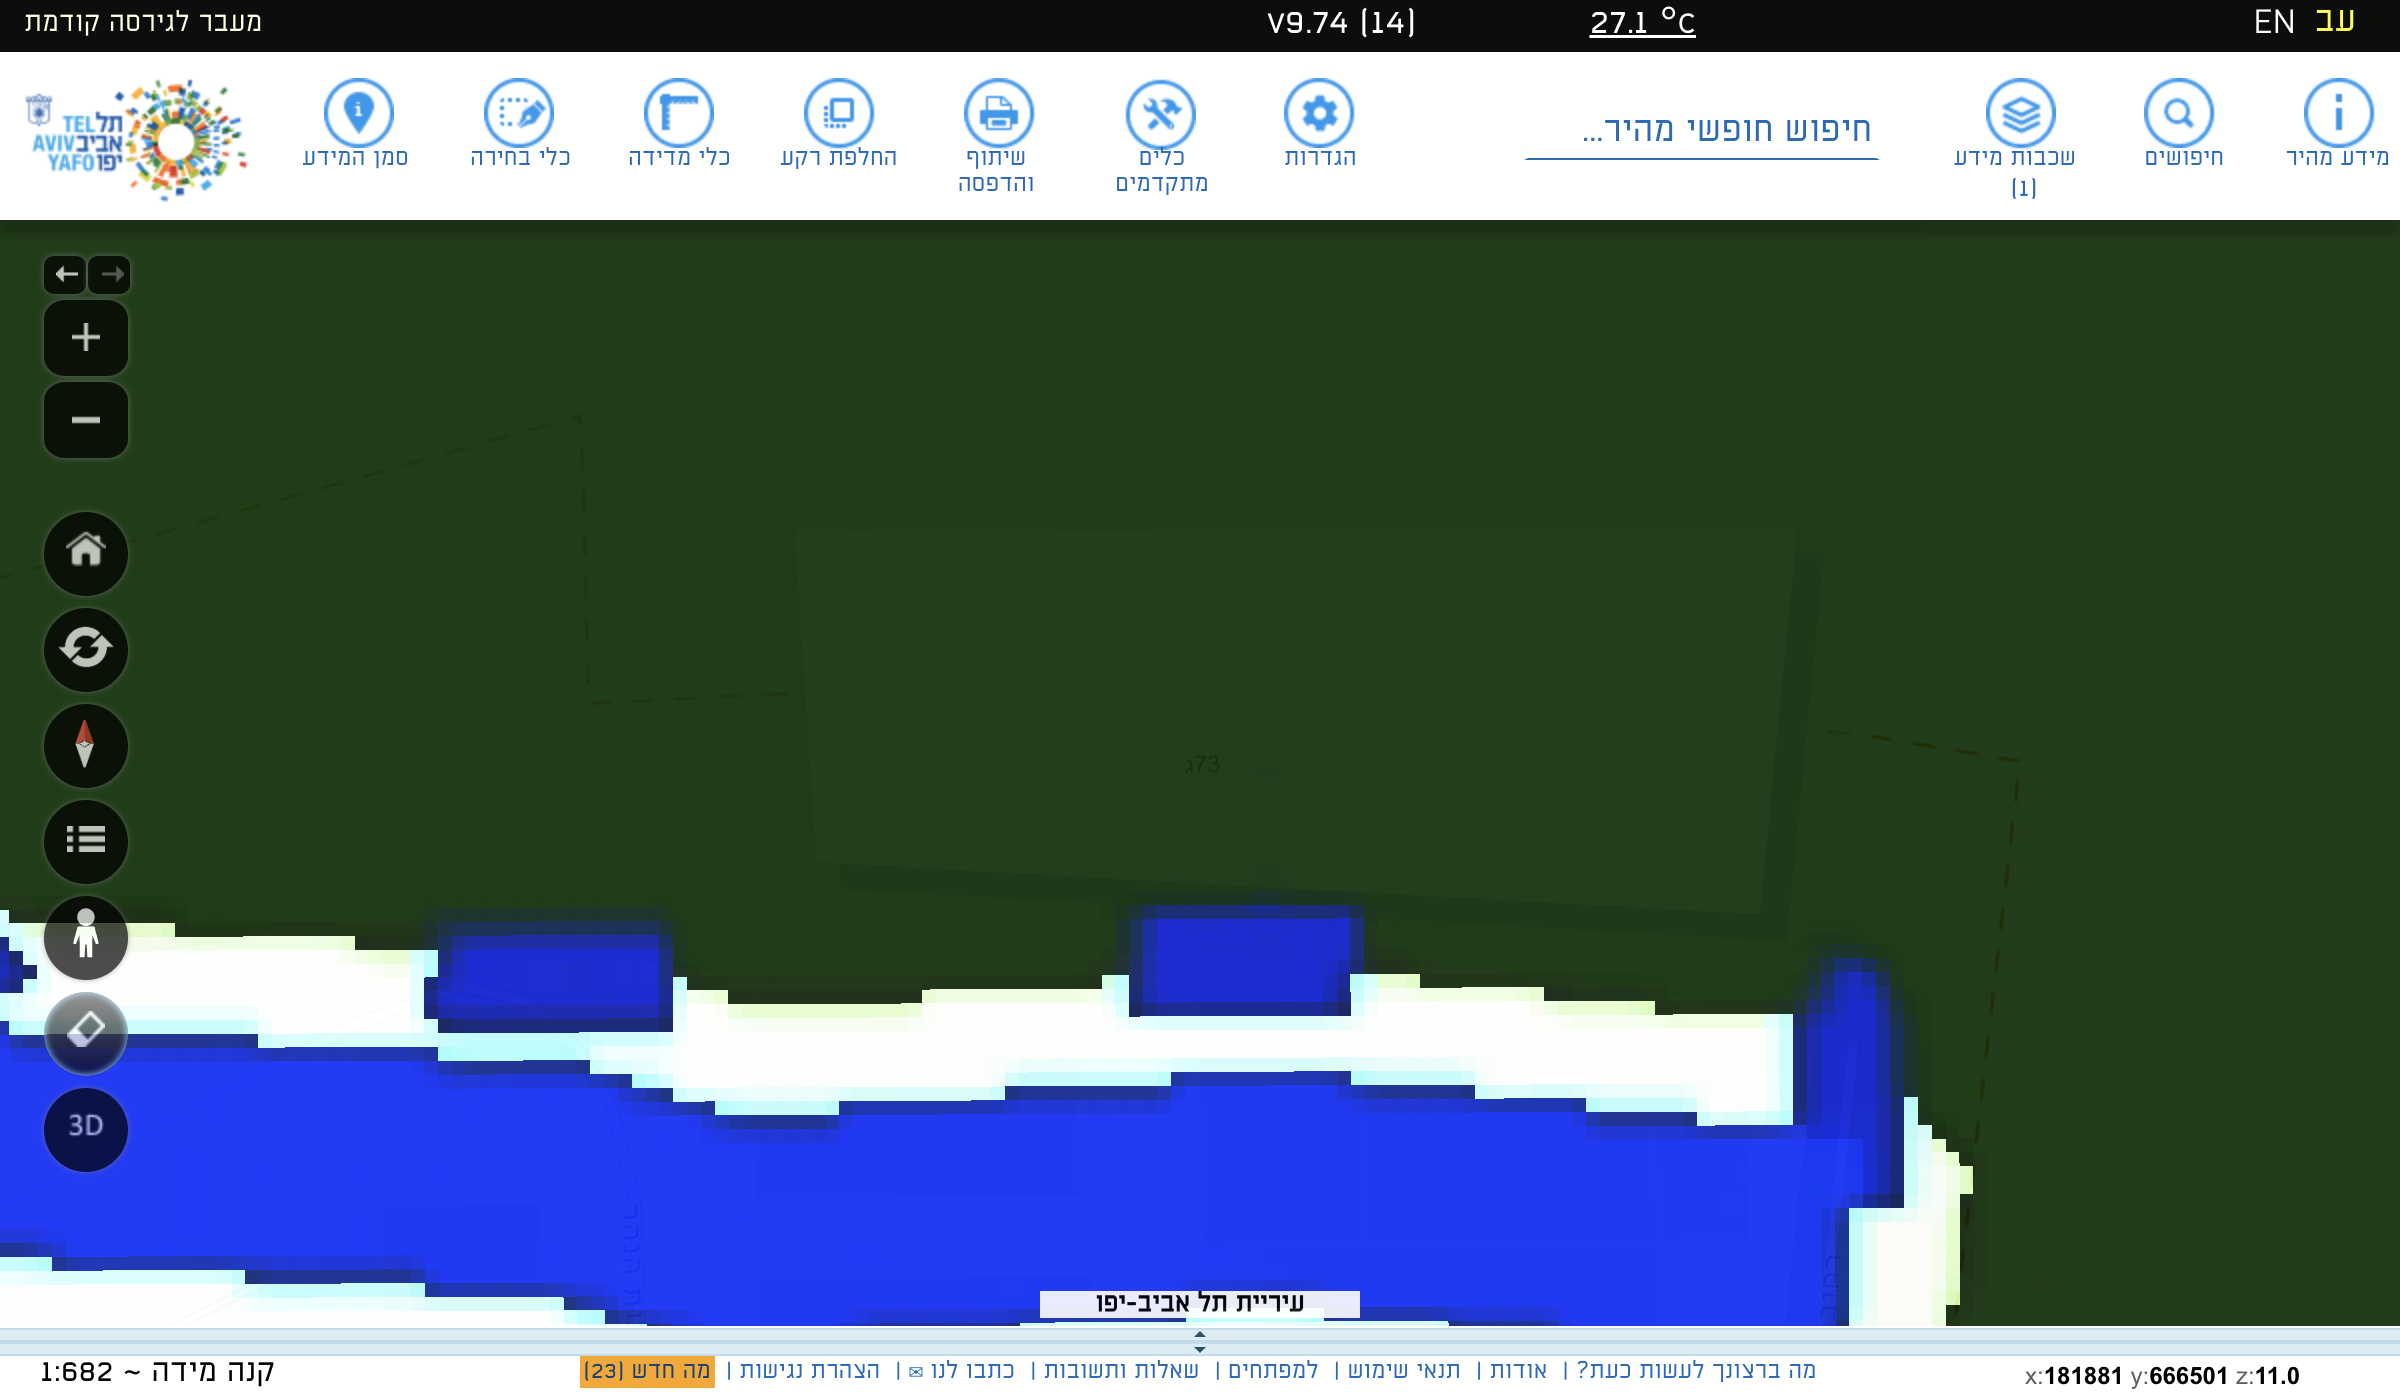 עב EN
27.1 °C
V9.74 (14)
מעבר לגירסה קודמת
מידע מהיר
חיפושים
שכבות מידע
(1)
חיפוש חופשי מהיר...
הגדרות
כלים
מתקדמים
שיתוף
והדפסה
החלפת רקע
כלי מדידה
כלי בחירה
סמן המידע
תל אביב יפו
TEL AVIV YAFO
73ג
3D
עיריית תל אביב-יפו
x:181881 y:666501 z:11.0
מה ברצונך לעשות כעת? | אודות | תנאי שימוש | למפתחים | שאלות ותשובות | כתבו לנו ✉ | הצהרת נגישות | מה חדש (23)
קנה מידה ~ 1:682